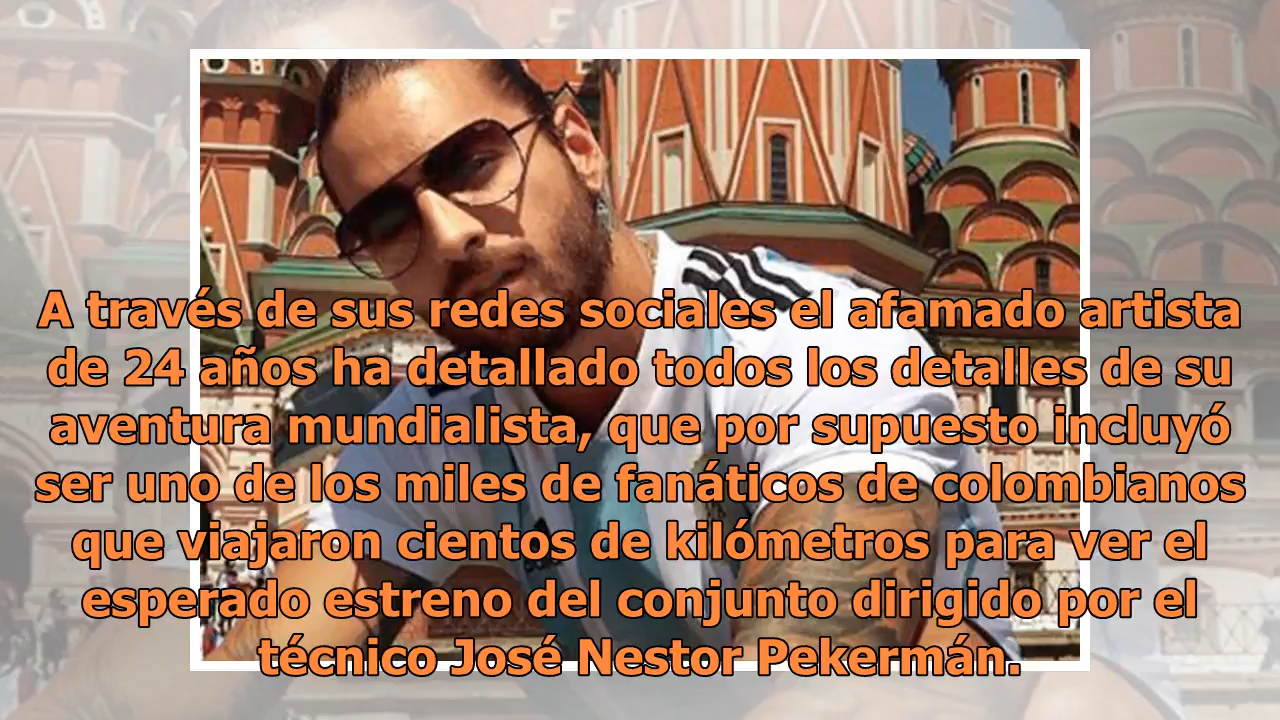 A través de sus redes sociales el afamado artista
de 24 años ha detallado todos los detalles de su
aventura mundialista, que por supuesto incluyó
ser uno de los miles de fanáticos de colombianos
que viajaron cientos de kilómetros para ver el
esperado estreno del conjunto dirigido por el
técnico José Nestor Pekermán.